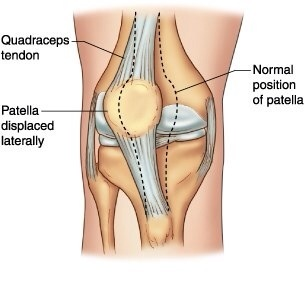 Quadraceps
tendon
Normal
position
of patella
Patella
displaced
laterally